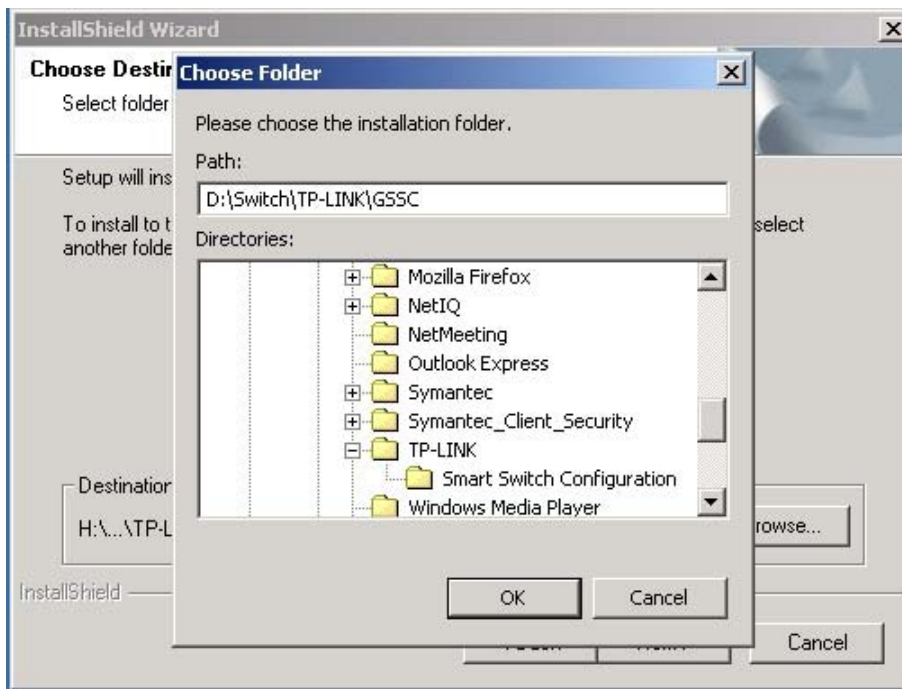 InstallShield Wizard
Choose Destin
Choose Folder
Select folder
Please choose the installation folder.
Path:
Setup will ins
D:\Switch\TP-LINK\GSSC
To install to t
select
another folde
Directories:
Mozilla Firefox
NetIQ
NetMeeting
Outlook Express
Symantec
Symantec_Client_Security
TP-LINK
Smart Switch Configuration
Windows Media Player
Destination
H:\...\TP-L
rowse...
InstallShield
OK
Cancel
Cancel